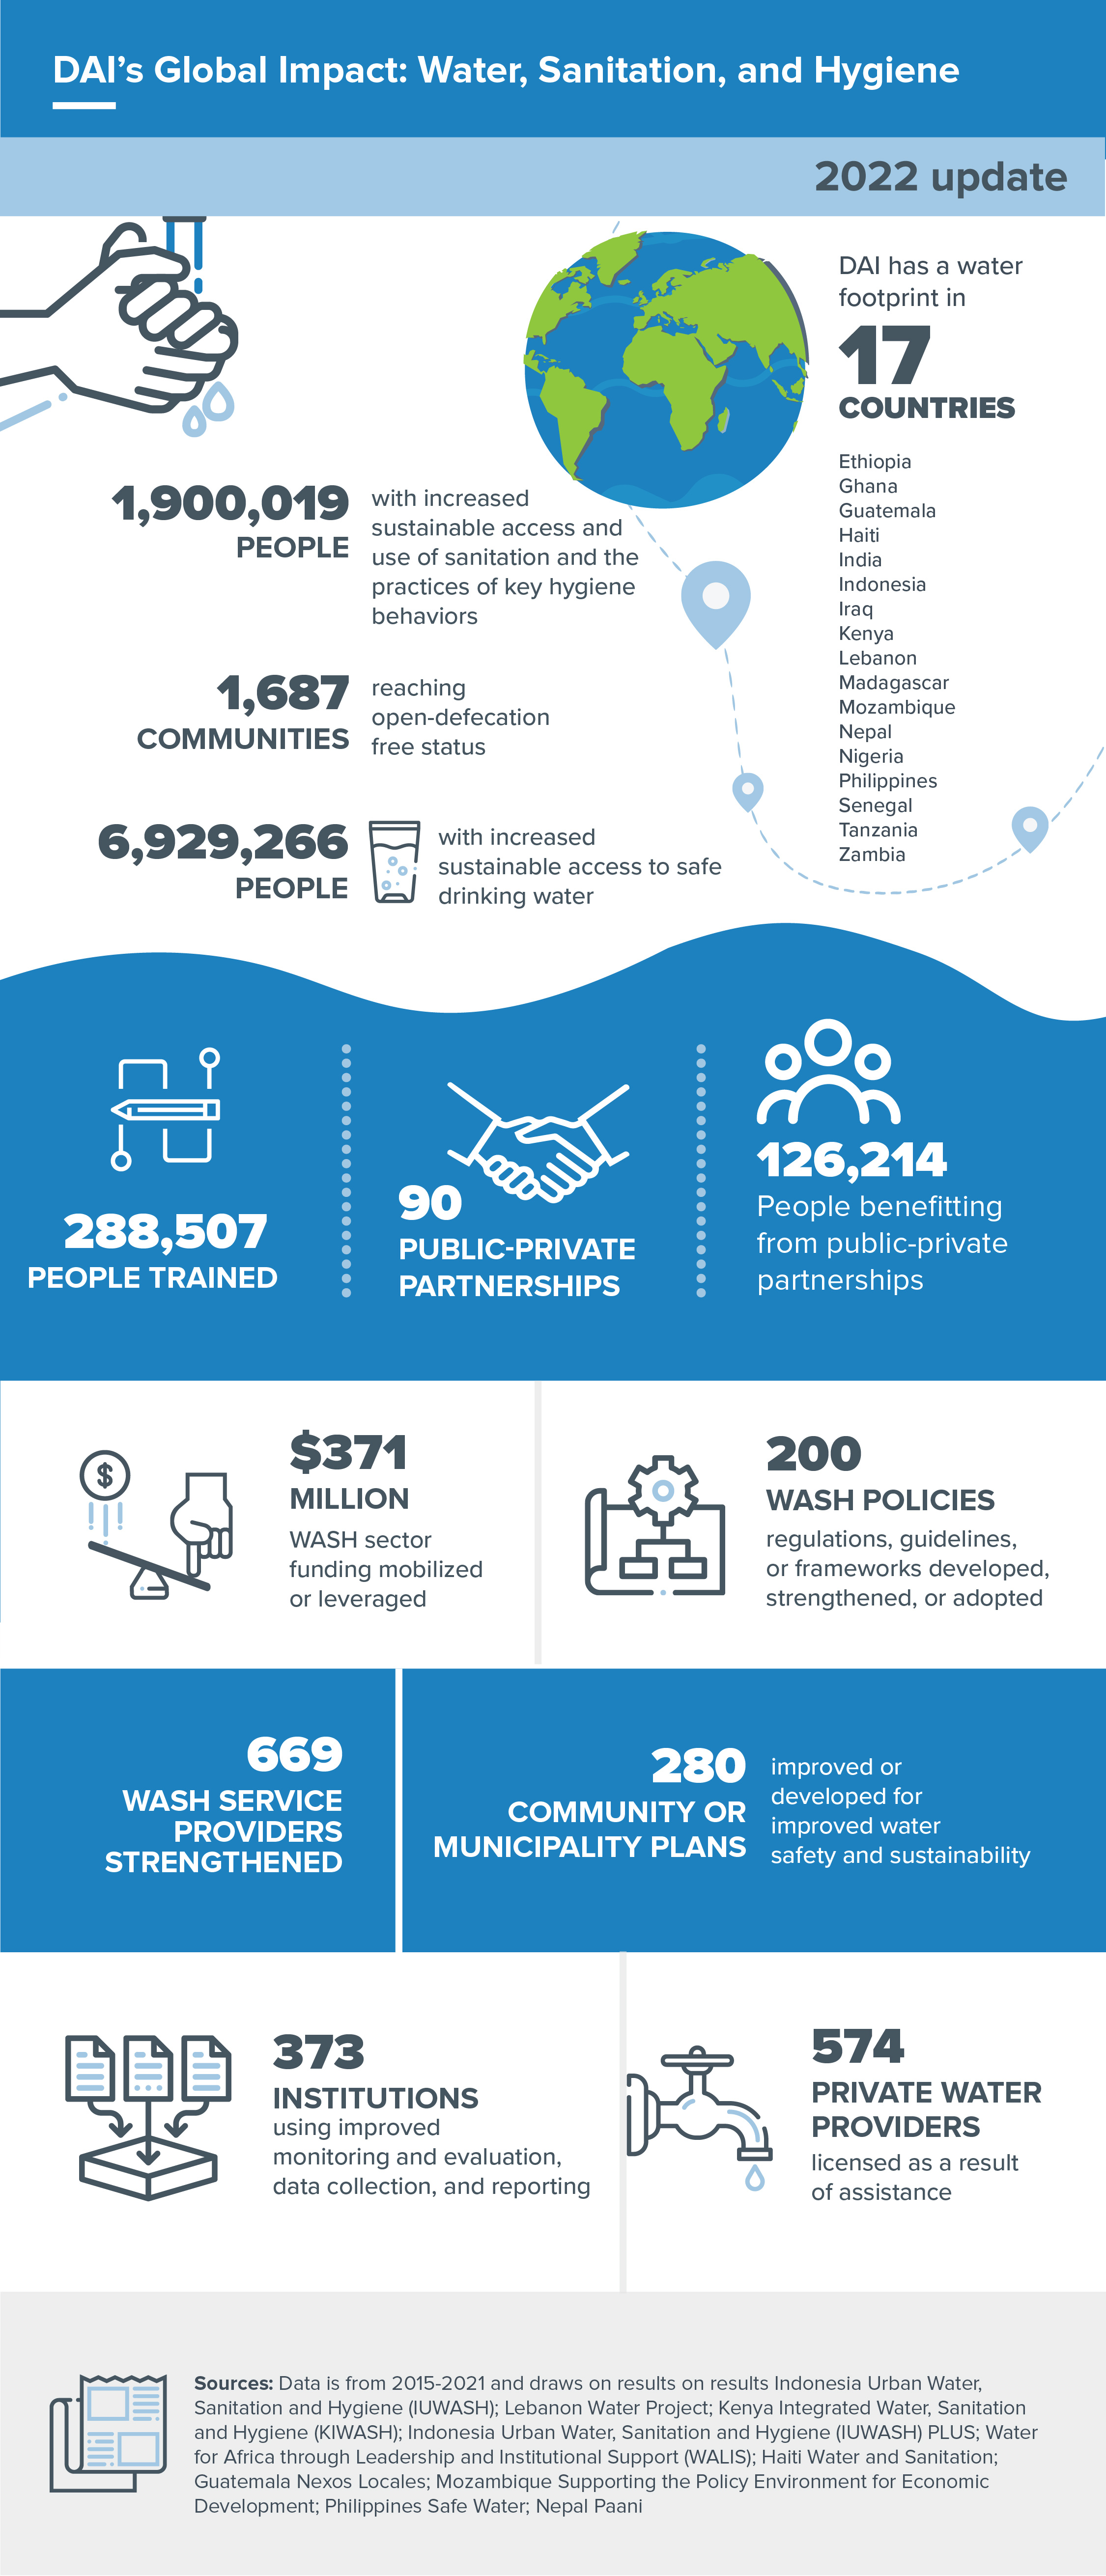 DAI's Global Impact: Water, Sanitation, and Hygiene
2022 update
DAI has a water
footprint in
17
COUNTRIES
Ethiopia
Ghana
Guatemala
Haiti
India
Indonesia
Iraq
Kenya
Lebanon
Madagascar
Mozambique
Nepal
Nigeria
Philippines
Senegal
Tanzania
Zambia
1,900,019
PEOPLE
with increased
sustainable access and
use of sanitation and the
practices of key hygiene
behaviors
1,687
COMMUNITIES
reaching
open-defecation
free status
6,929,266
PEOPLE
with increased
sustainable access to safe
drinking water
288,507
PEOPLE TRAINED
90
PUBLIC-PRIVATE
PARTNERSHIPS
126,214
People benefitting
from public-private
partnerships
$
$371
MILLION
WASH sector
funding mobilized
or leveraged
200
WASH POLICIES
regulations, guidelines,
or frameworks developed,
strengthened, or adopted
669
WASH SERVICE
PROVIDERS
STRENGTHENED
280
COMMUNITY OR
MUNICIPALITY PLANS
improved or
developed for
improved water
safety and sustainability
373
INSTITUTIONS
using improved
monitoring and evaluation,
data collection, and reporting
574
PRIVATE WATER
PROVIDERS
licensed as a result
of assistance
Sources: Data is from 2015-2021 and draws on results on results Indonesia Urban Water,
Sanitation and Hygiene (IUWASH); Lebanon Water Project; Kenya Integrated Water, Sanitation
and Hygiene (KIWASH); Indonesia Urban Water, Sanitation and Hygiene (IUWASH) PLUS; Water
for Africa through Leadership and Institutional Support (WALIS); Haiti Water and Sanitation;
Guatemala Nexos Locales; Mozambique Supporting the Policy Environment for Economic
Development; Philippines Safe Water; Nepal Paani